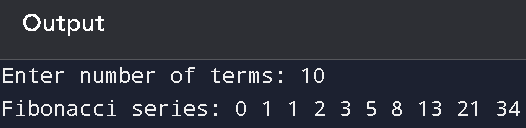 Output
Enter number of terms: 10
Fibonacci series: 0 1 1 2 3 5 8 13 21 34